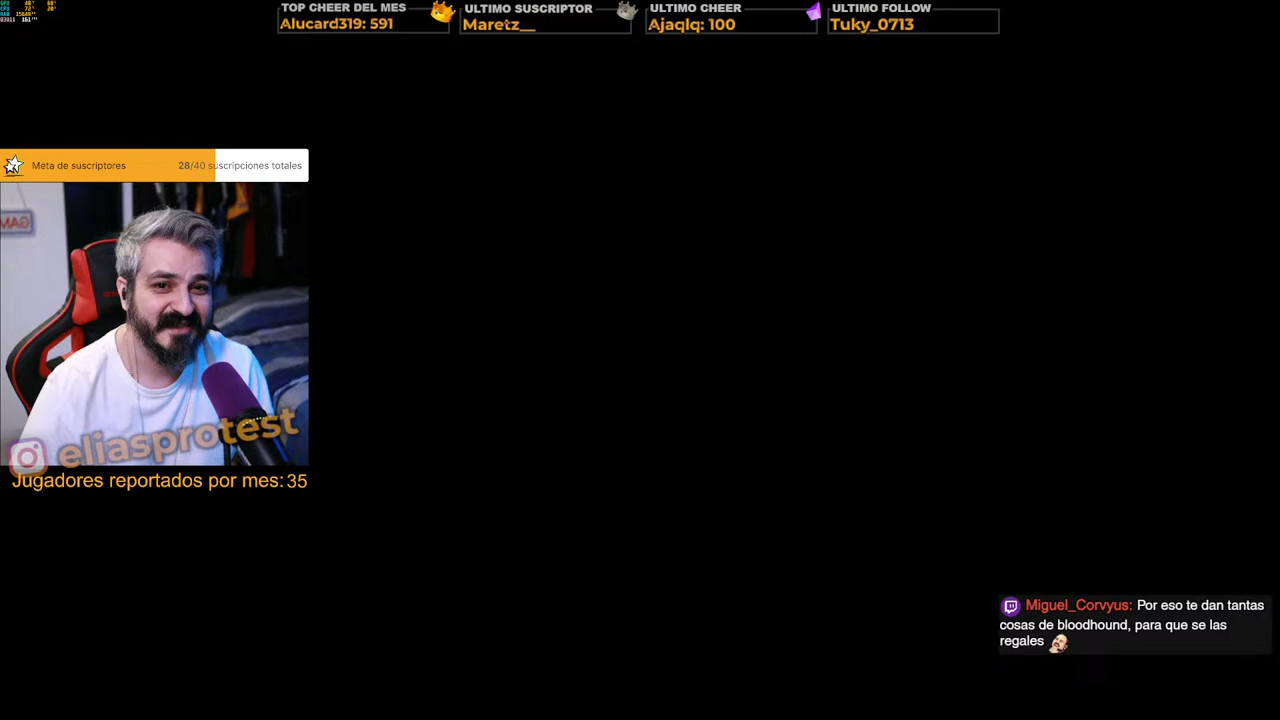 TOP CHEER DEL MES
Alucard319: 591
ULTIMO SUSCRIPTOR
Maretz__
ULTIMO CHEER
Ajaqlq: 100
ULTIMO FOLLOW
Tuky_0713
Meta de suscriptores
28/40 suscripciones totales
GAM
eliasprotest
Jugadores reportados por mes: 35
Miguel_Corvyus: Por eso te dan tantas
cosas de bloodhound, para que se las
regales